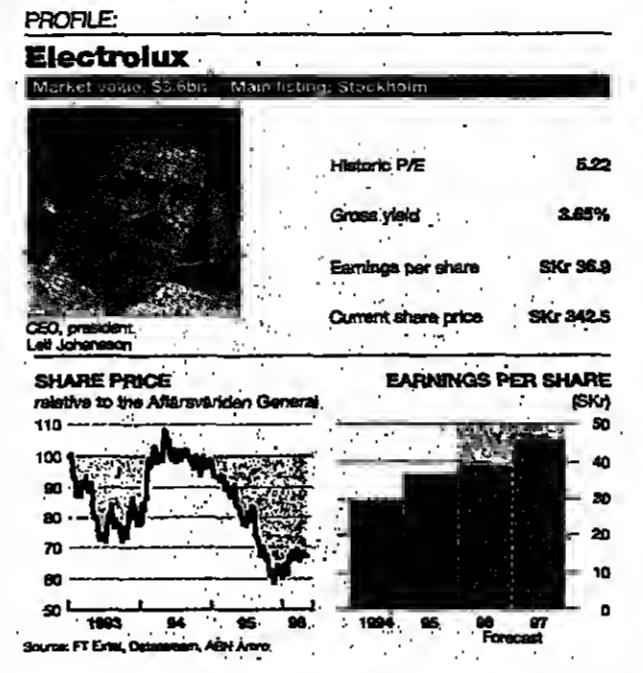 PROFILE:
Electrolux
Market value: $3.6bn Main listing: Stockholm
Historic P/E
Gross yield 3.65%
Earnings per share SKr 36.9
Current share price SKr 342.5
CEO, president
Leif Johansson
SHARE PRICE
relative to the Affärsvärlden General
110
100
90
80
70
60
50
1993 94 95 96
EARNINGS PER SHARE
(SKr)
50
40
30
20
10
0
1994 95 96 97
Forecast
Source: FT Extel, Datastream, ABN Amro